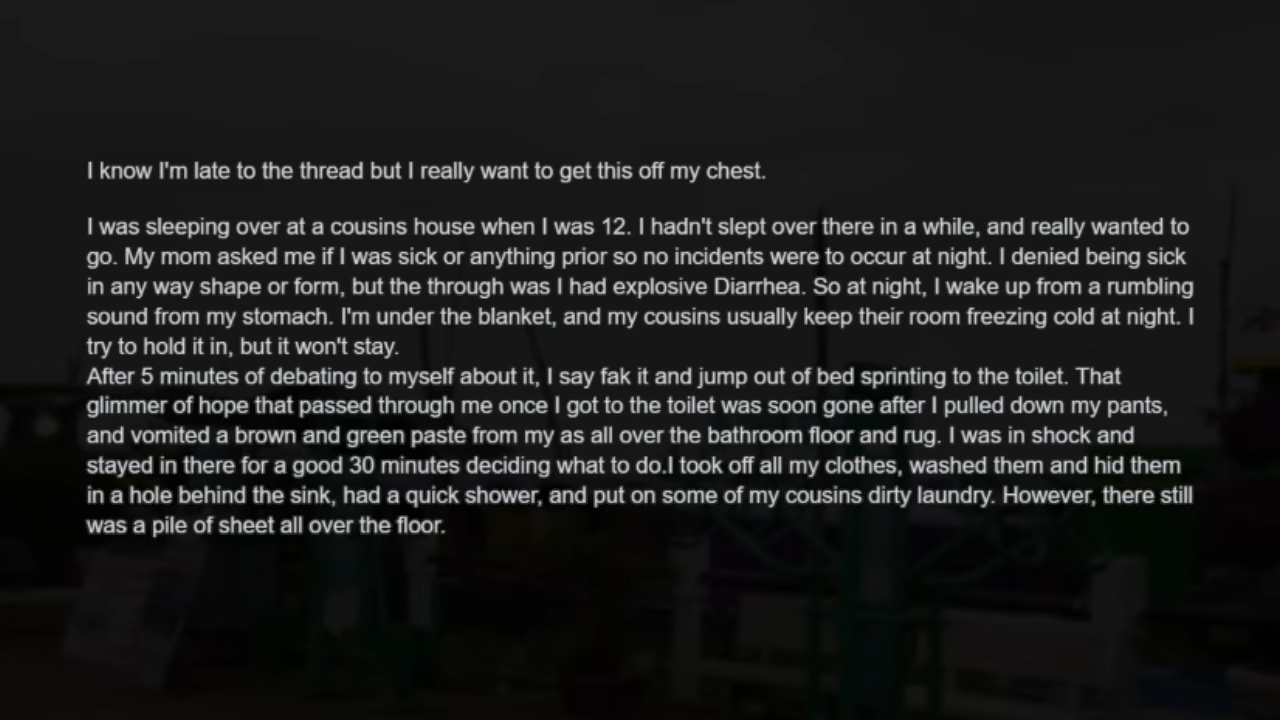 I know I'm late to the thread but I really want to get this off my chest.
I was sleeping over at a cousins house when I was 12. I hadn't slept over there in a while, and really wanted to
go. My mom asked me if I was sick or anything prior so no incidents were to occur at night. I denied being sick
in any way shape or form, but the through was I had explosive Diarrhea. So at night, I wake up from a rumbling
sound from my stomach. I'm under the blanket, and my cousins usually keep their room freezing cold at night. I
try to hold it in, but it won't stay.
After 5 minutes of debating to myself about it, I say fak it and jump out of bed sprinting to the toilet. That
glimmer of hope that passed through me once I got to the toilet was soon gone after I pulled down my pants,
and vomited a brown and green paste from my as all over the bathroom floor and rug. I was in shock and
stayed in there for a good 30 minutes deciding what to do.I took off all my clothes, washed them and hid them
in a hole behind the sink, had a quick shower, and put on some of my cousins dirty laundry. However, there still
was a pile of sheet all over the floor.